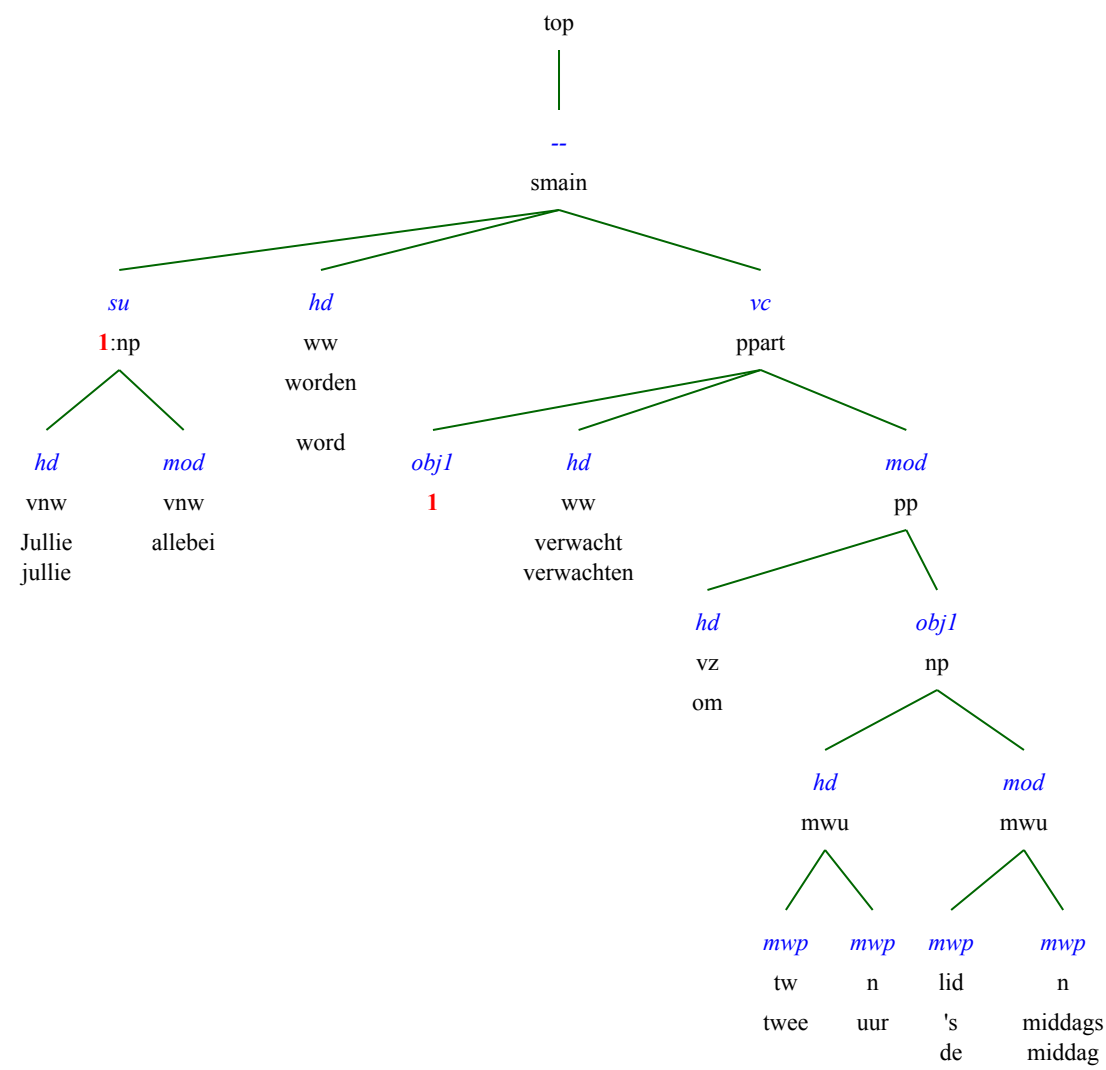 top
--
smain
su hd vc
1:np ww ppart
worden
word
hd mod obj1 hd mod
vnw vnw 1 ww pp
Jullie allebei verwacht
jullie verwachten
hd obj1
vz np
om
hd mod
mwu mwu
mwp mwp mwp mwp
tw n lid n
twee uur 's middags
de middag